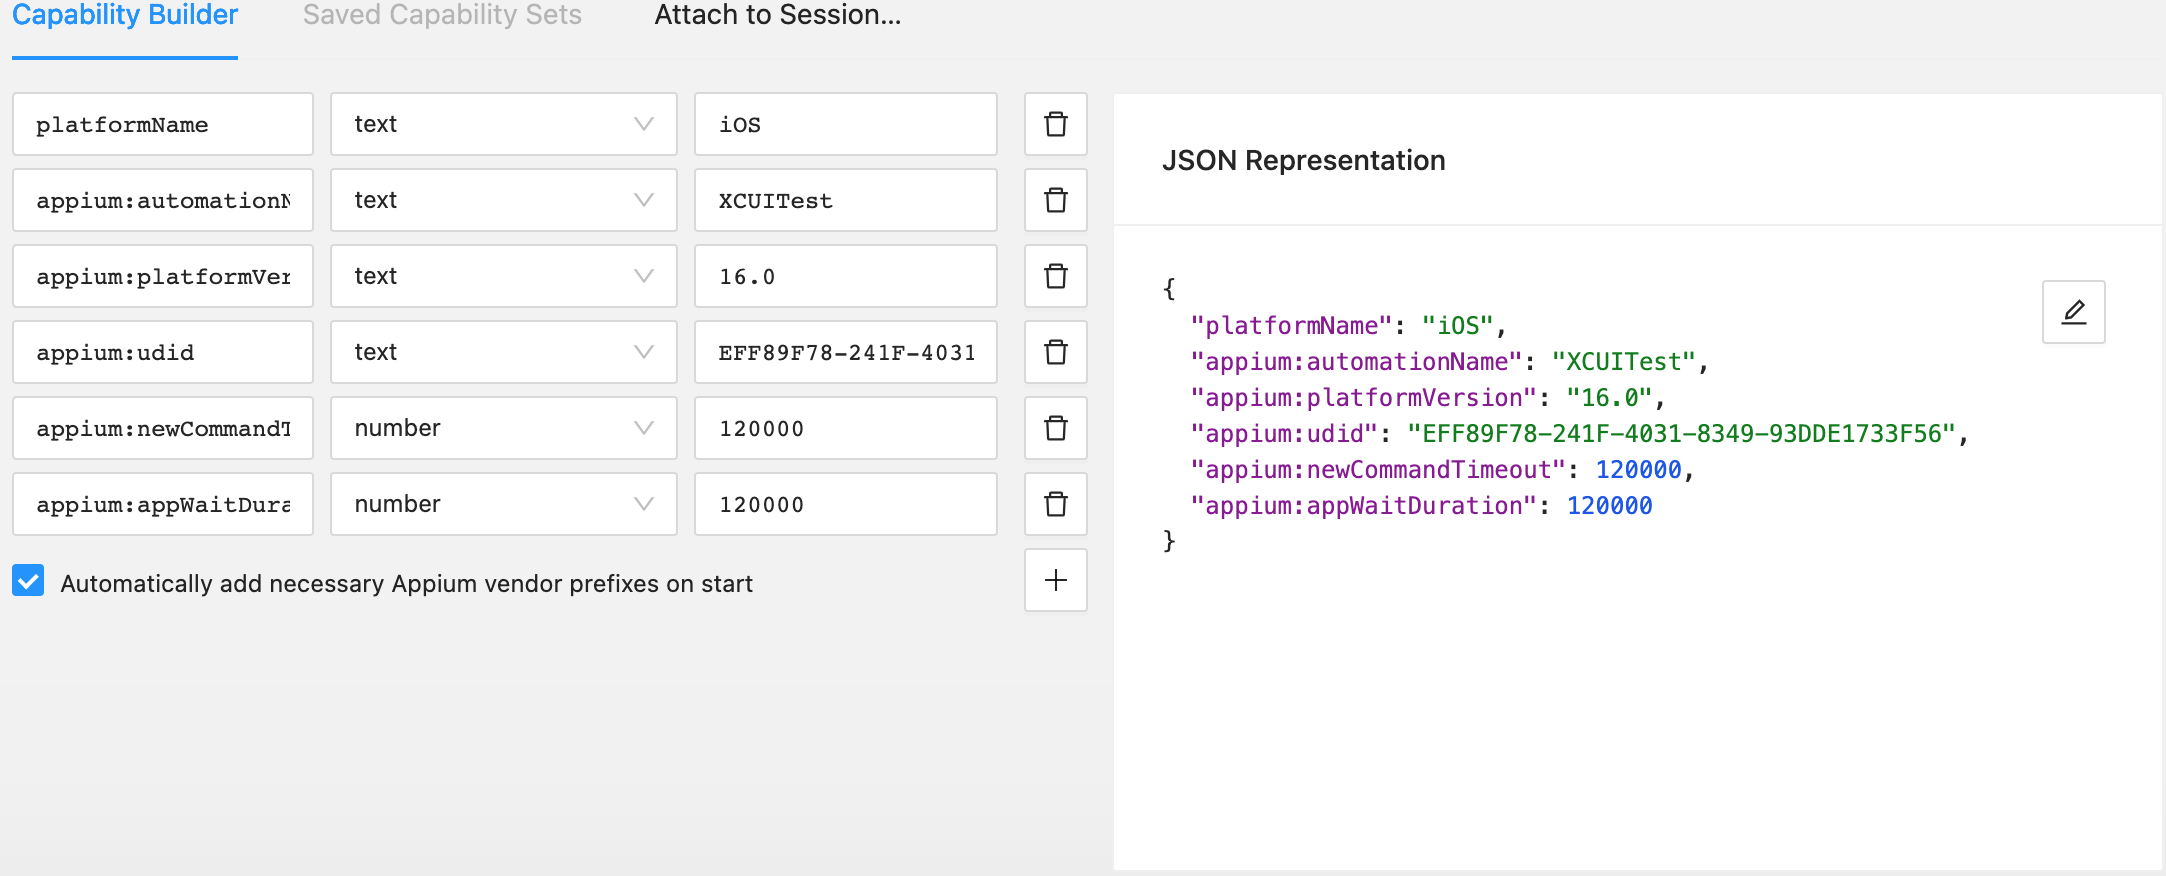 Capability Builder
Saved Capability Sets
Attach to Session...
platformName
text
iOS
appium:automationN
text
XCUITest
appium:platformVer
text
16.0
appium:udid
text
EFF89F78-241F-4031
appium:newCommandT
number
120000
appium:appWaitDura
number
120000
Automatically add necessary Appium vendor prefixes on start
JSON Representation
{
"platformName": "iOS",
"appium:automationName": "XCUITest",
"appium:platformVersion": "16.0",
"appium:udid": "EFF89F78-241F-4031-8349-93DDE1733F56",
"appium:newCommandTimeout": 120000,
"appium:appWaitDuration": 120000
}